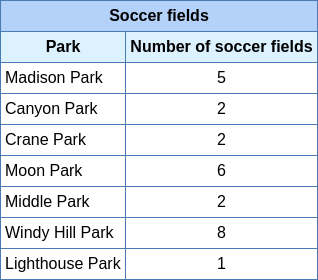 Soccer fields
Park Number of soccer fields
Madison Park 5
Canyon Park 2
Crane Park 2
Moon Park 6
Middle Park 2
Windy Hill Park 8
Lighthouse Park 1